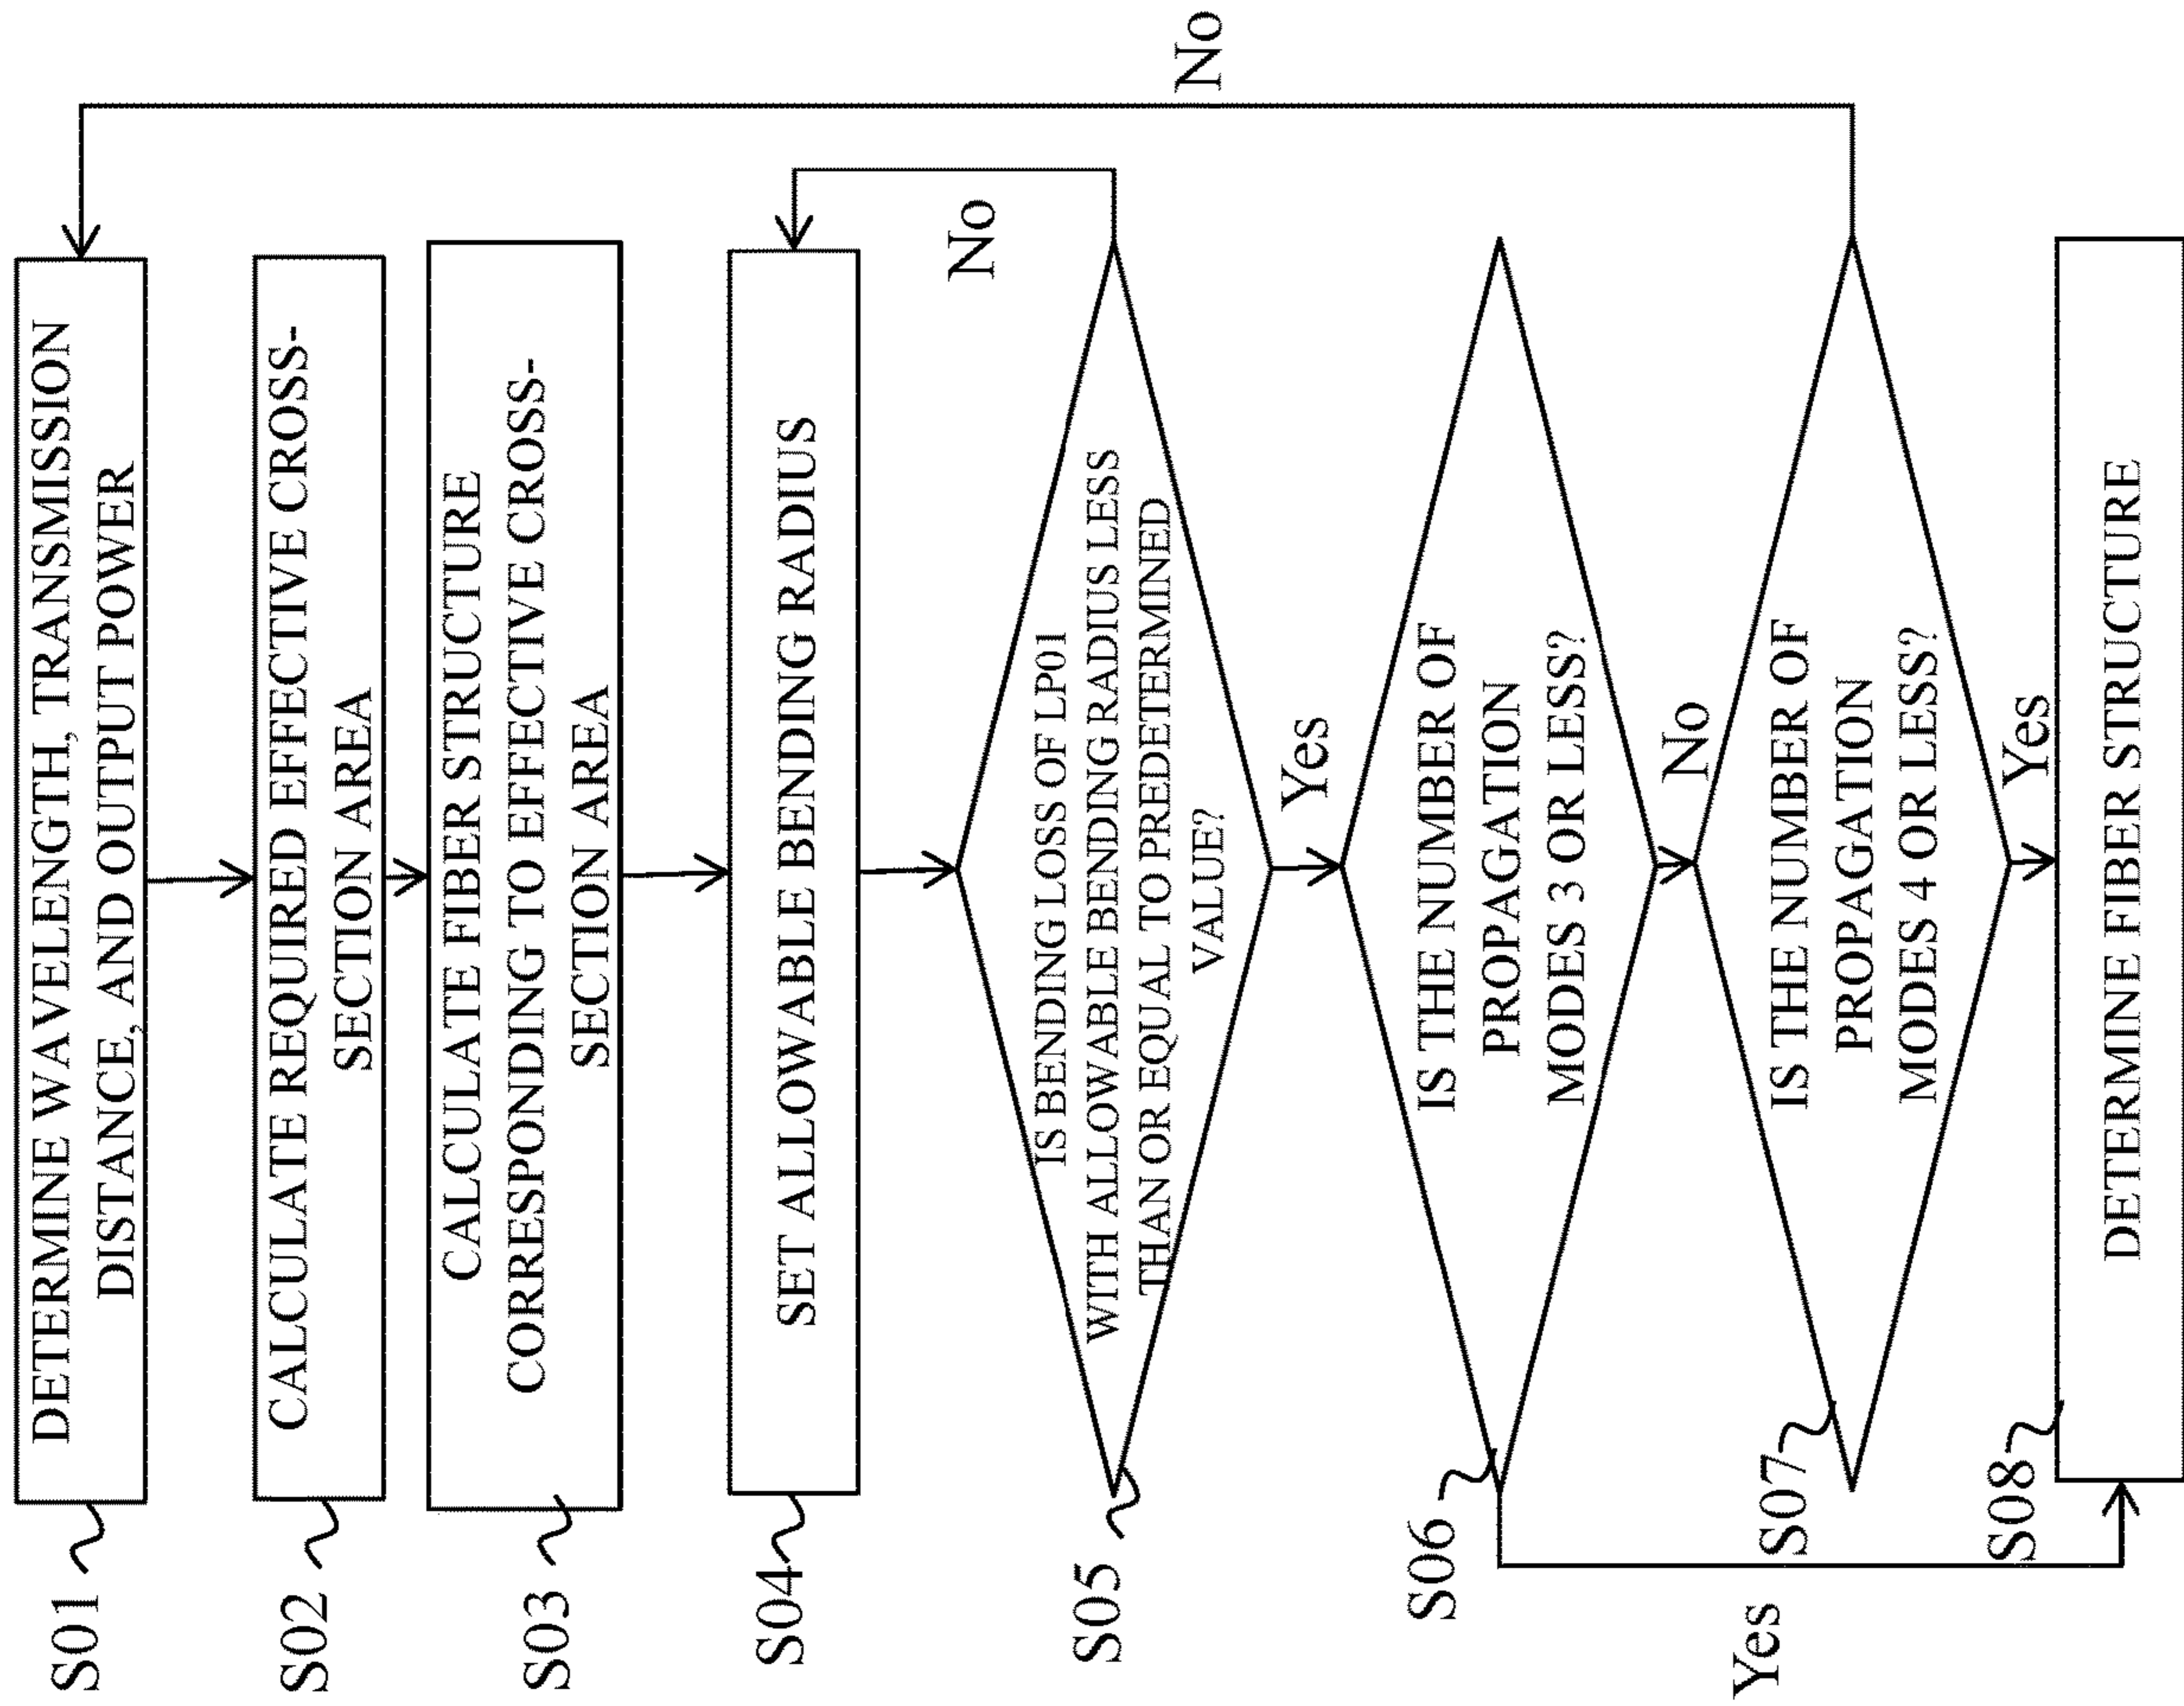 S01
DETERMINE WAVELENGTH, TRANSMISSION
DISTANCE, AND OUTPUT POWER
S02
CALCULATE REQUIRED EFFECTIVE CROSS-
SECTION AREA
S03
CALCULATE FIBER STRUCTURE
CORRESPONDING TO EFFECTIVE CROSS-
SECTION AREA
S04
SET ALLOWABLE BENDING RADIUS
No
S05
IS BENDING LOSS OF LP01
WITH ALLOWABLE BENDING RADIUS LESS
THAN OR EQUAL TO PREDETERMINED
VALUE?
No
Yes
S06
IS THE NUMBER OF
PROPAGATION
MODES 3 OR LESS?
No
Yes
S07
IS THE NUMBER OF
PROPAGATION
MODES 4 OR LESS?
Yes
S08
DETERMINE FIBER STRUCTURE